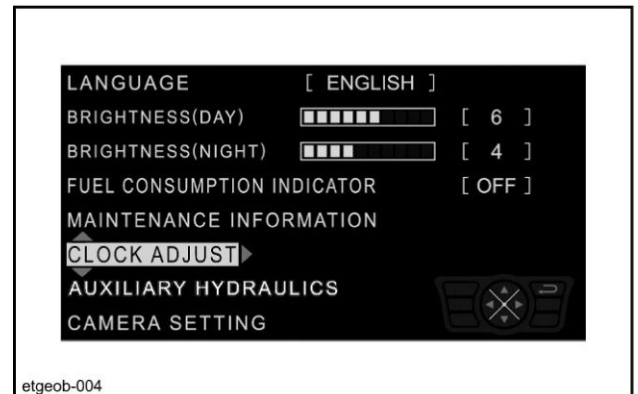 LANGUAGE [ ENGLISH ]
BRIGHTNESS(DAY) [ 6 ]
BRIGHTNESS(NIGHT) [ 4 ]
FUEL CONSUMPTION INDICATOR [ OFF ]
MAINTENANCE INFORMATION
CLOCK ADJUST
AUXILIARY HYDRAULICS
CAMERA SETTING
etgeob-004